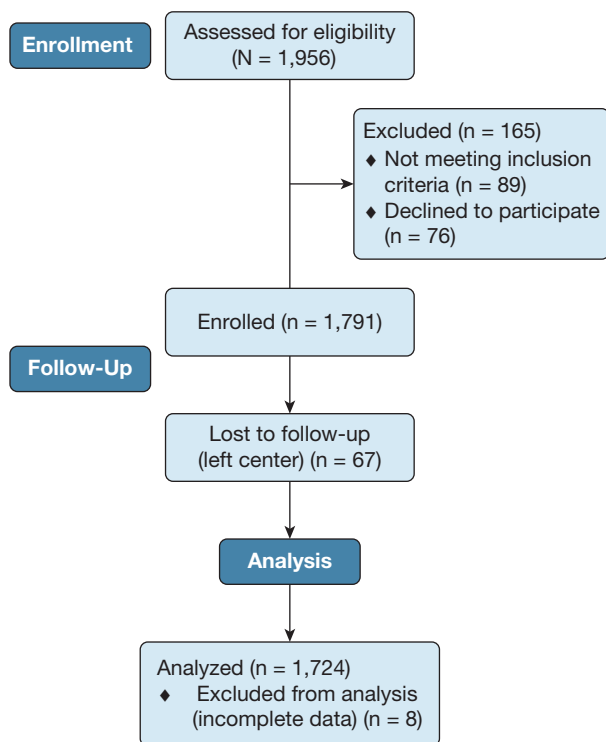 Enrollment
Assessed for eligibility
(N = 1,956)
Excluded (n = 165)
♦ Not meeting inclusion
criteria (n = 89)
♦ Declined to participate
(n = 76)
Enrolled (n = 1,791)
Follow-Up
Lost to follow-up
(left center) (n = 67)
Analysis
Analyzed (n = 1,724)
♦ Excluded from analysis
(incomplete data) (n = 8)